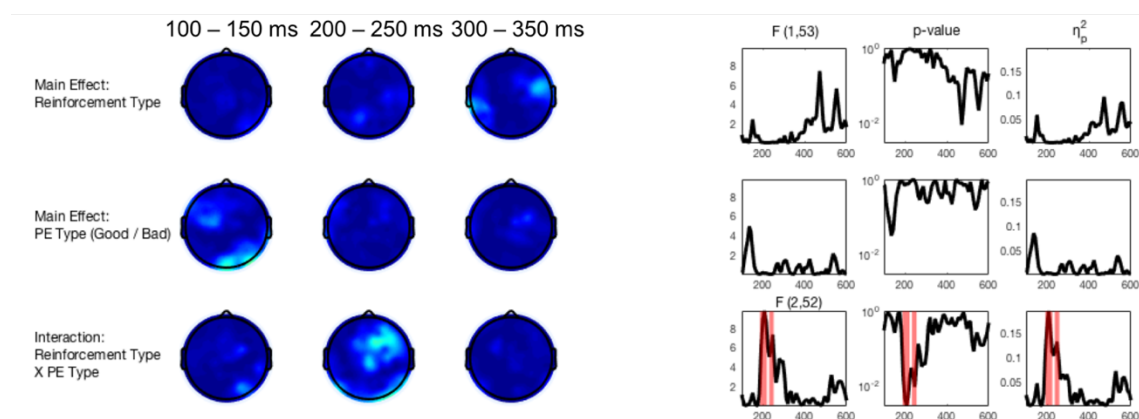 100 – 150 ms 200 – 250 ms 300 – 350 ms
Main Effect:
Reinforcement Type
Main Effect:
PE Type (Good / Bad)
Interaction:
Reinforcement Type
X PE Type
F (1,53) p-value η²ₚ
8
6
4
2
200 400 600
10⁰
10⁻²
200 400 600
0.15
0.1
0.05
200 400 600
8
6
4
2
200 400 600
10⁰
10⁻²
200 400 600
0.15
0.1
0.05
200 400 600
F (2,52)
8
6
4
2
200 400 600
10⁰
10⁻²
200 400 600
0.15
0.1
0.05
200 400 600